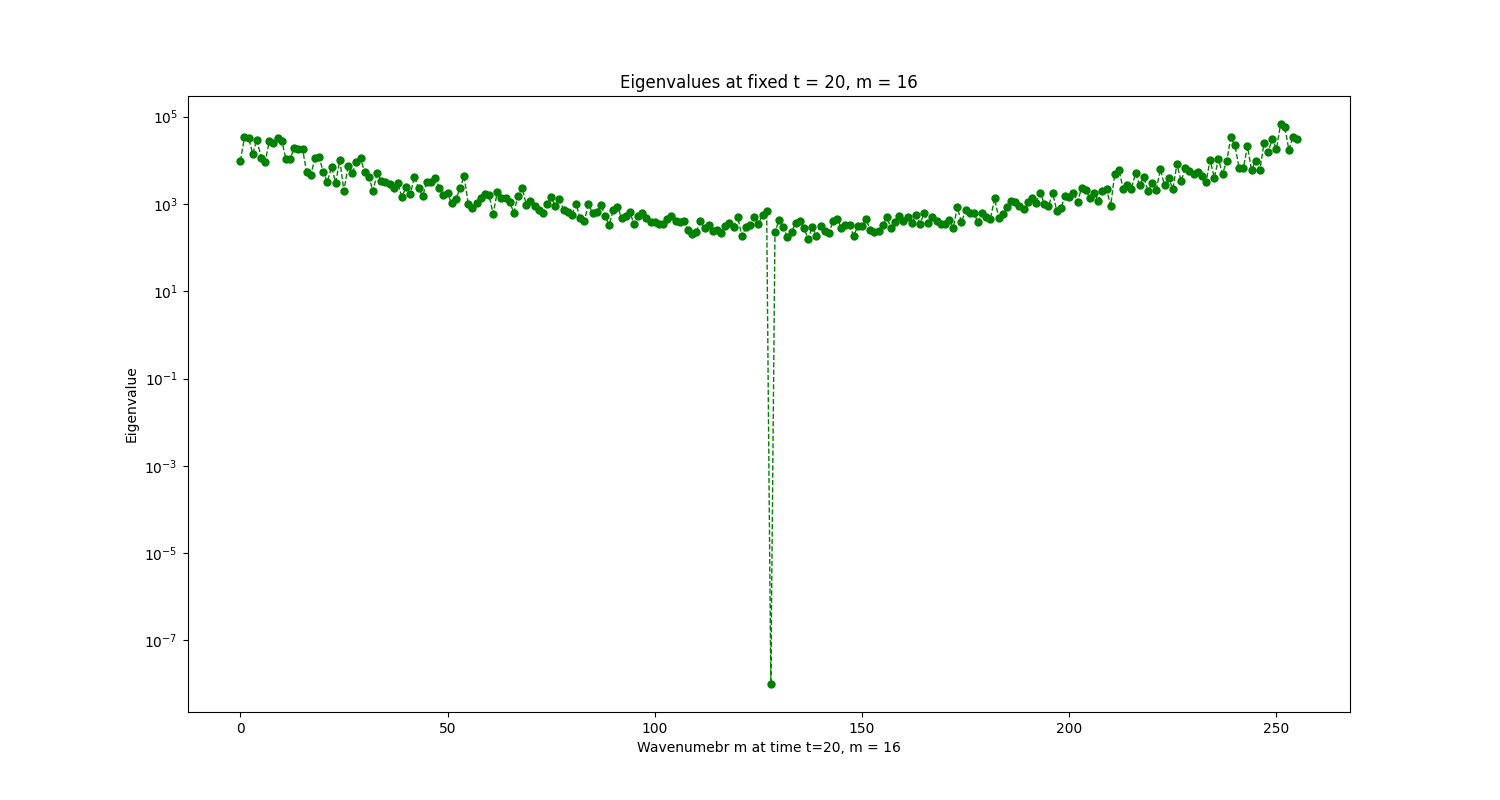 Eigenvalues at fixed t = 20, m = 16
Eigenvalue
10^5
10^3
10^1
10^-1
10^-3
10^-5
10^-7
0 50 100 150 200 250
Wavenumebr m at time t=20, m = 16